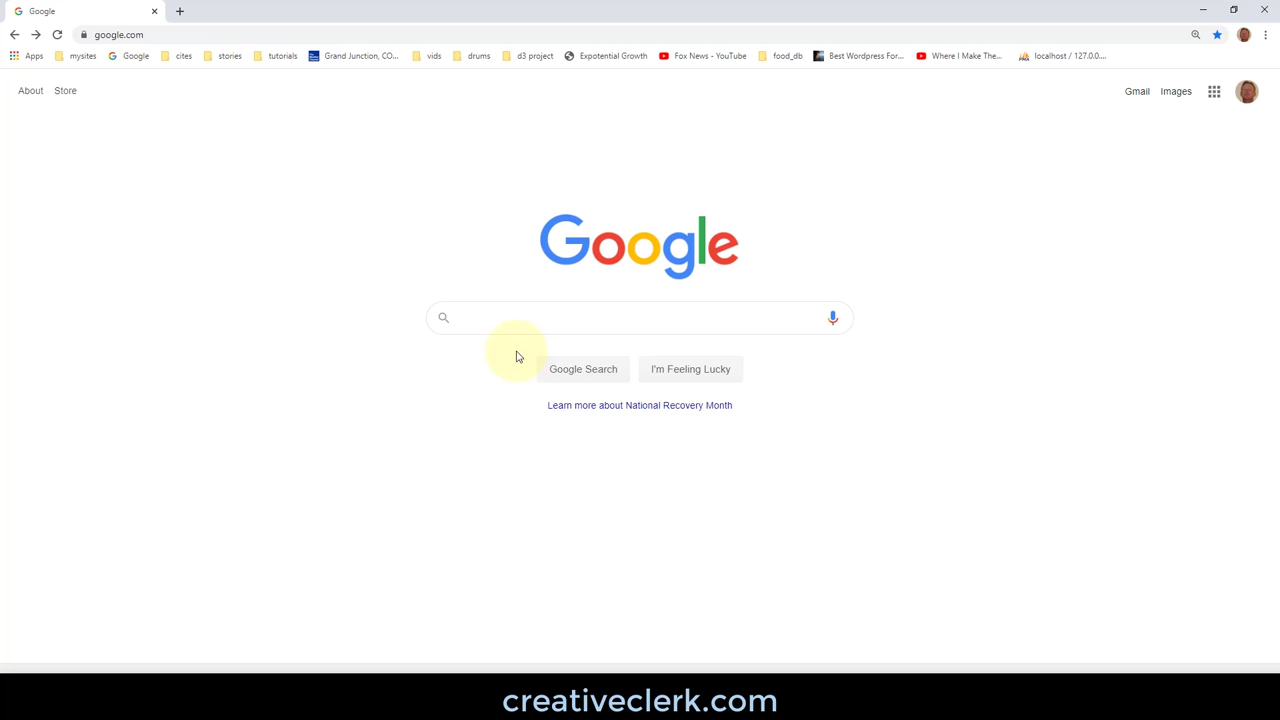 Google
google.com
Apps mysites Google cites stories tutorials Grand Junction, CO... vids drums d3 project Expotential Growth Fox News - YouTube food_db Best Wordpress For... Where I Make The... localhost / 127.0.0....
About Store Gmail Images
Google
Google Search I'm Feeling Lucky
Learn more about National Recovery Month
creativeclerk.com